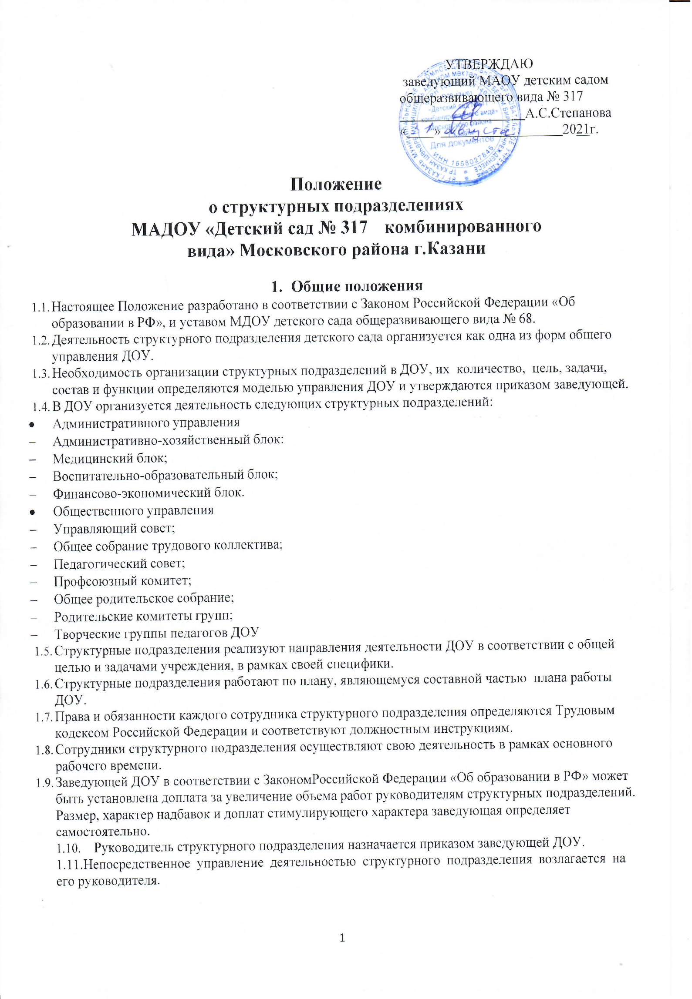 УТВЕРЖДАЮ
заведующий МАОУ детским садом
общеразвивающего вида № 317
А.С.Степанова
« 1» августа 2021г.
«Детский сад
комбинированного вида»
Московского района
Для документов
ИНН 1658027846
Положение
о структурных подразделениях
МАДОУ «Детский сад № 317 комбинированного
вида» Московского района г.Казани
1. Общие положения
1.1. Настоящее Положение разработано в соответствии с Законом Российской Федерации «Об
образовании в РФ», и уставом МДОУ детского сада общеразвивающего вида № 68.
1.2. Деятельность структурного подразделения детского сада организуется как одна из форм общего
управления ДОУ.
1.3. Необходимость организации структурных подразделений в ДОУ, их количество, цель, задачи,
состав и функции определяются моделью управления ДОУ и утверждаются приказом заведующей.
1.4. В ДОУ организуется деятельность следующих структурных подразделений:
• Административного управления
– Административно-хозяйственный блок:
– Медицинский блок;
– Воспитательно-образовательный блок;
– Финансово-экономический блок.
• Общественного управления
– Управляющий совет;
– Общее собрание трудового коллектива;
– Педагогический совет;
– Профсоюзный комитет;
– Общее родительское собрание;
– Родительские комитеты групп;
– Творческие группы педагогов ДОУ
1.5. Структурные подразделения реализуют направления деятельности ДОУ в соответствии с общей
целью и задачами учреждения, в рамках своей специфики.
1.6. Структурные подразделения работают по плану, являющемуся составной частью плана работы
ДОУ.
1.7. Права и обязанности каждого сотрудника структурного подразделения определяются Трудовым
кодексом Российской Федерации и соответствуют должностным инструкциям.
1.8. Сотрудники структурного подразделения осуществляют свою деятельность в рамках основного
рабочего времени.
1.9. Заведующей ДОУ в соответствии с ЗакономРоссийской Федерации «Об образовании в РФ» может
быть установлена доплата за увеличение объема работ руководителям структурных подразделений.
Размер, характер надбавок и доплат стимулирующего характера заведующая определяет
самостоятельно.
1.10. Руководитель структурного подразделения назначается приказом заведующей ДОУ.
1.11.Непосредственное управление деятельностью структурного подразделения возлагается на
его руководителя.
1